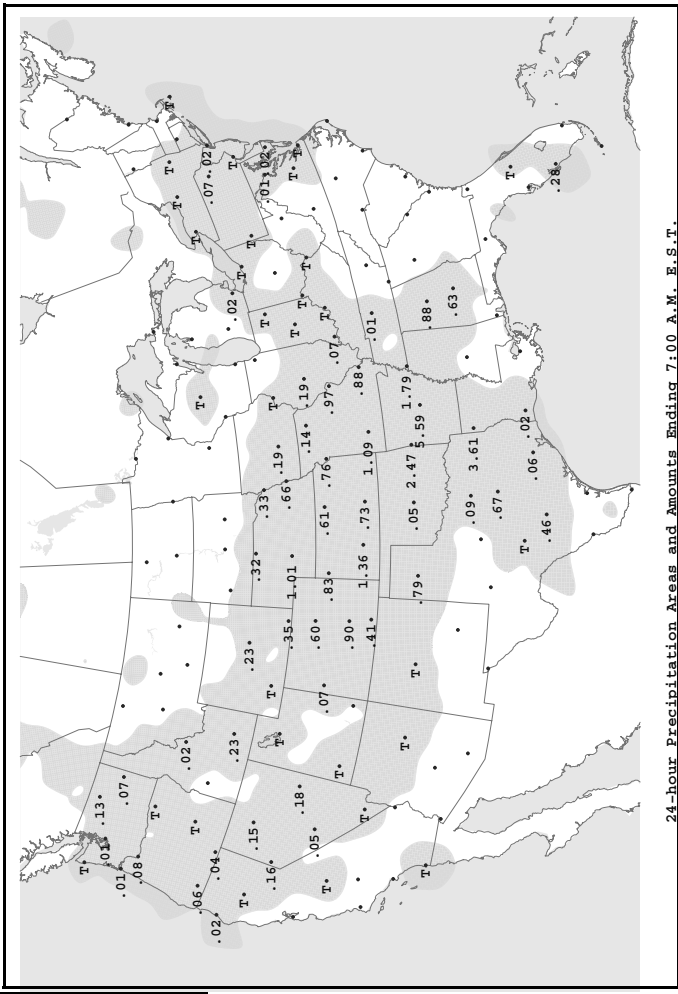 T
.13
.01
.01
.07
.08
T
T
T
T
.02
T
T
.06
.02
.07
.04
.02
T
.02
.23
T
T
.23
T
.15
.32
.33
T
.01
.02
.16
T
T
.19
T
.66
.35
1.01
T
T
T
.18
T
.19
.14
T
.05
.60
.07
.61
T
.76
T
.83
.97
.07
T
.90
.88
1.36
.73
T
1.09
.41
.01
T
1.79
2.47
.05
T
.79
5.59
T
.88
.63
.09
3.61
.67
T
T
.02
.06
.46
.28
24-hour Precipitation Areas and Amounts Ending 7:00 A.M. E.S.T.